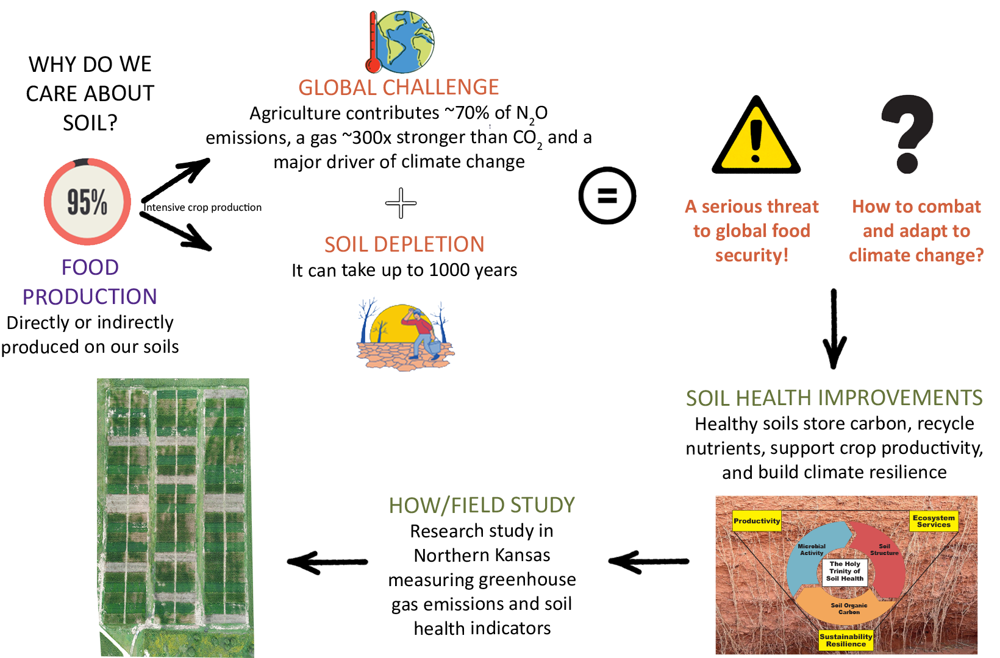 WHY DO WE
CARE ABOUT
SOIL?
95%
FOOD
PRODUCTION
Directly or indirectly
produced on our soils
Intensive crop production
GLOBAL CHALLENGE
Agriculture contributes ~70% of N₂O
emissions, a gas ~300x stronger than CO₂ and a
major driver of climate change
+
SOIL DEPLETION
It can take up to 1000 years
=
!
A serious threat
to global food
security!
?
How to combat
and adapt to
climate change?
SOIL HEALTH IMPROVEMENTS
Healthy soils store carbon, recycle
nutrients, support crop productivity,
and build climate resilience
Productivity
Ecosystem
Services
Microbial
Activity
Soil
Structure
The Holy
Trinity of
Soil Health
Soil Organic
Carbon
Sustainability
Resilience
HOW/FIELD STUDY
Research study in
Northern Kansas
measuring greenhouse
gas emissions and soil
health indicators